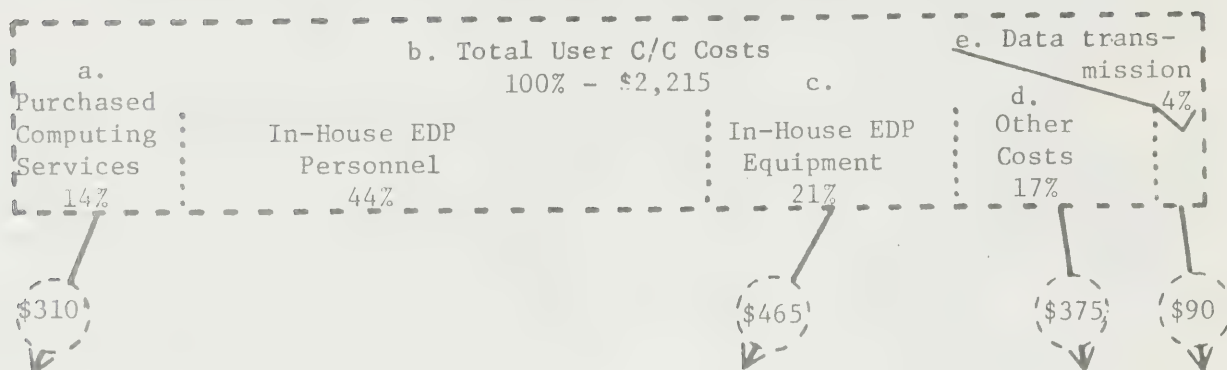 b. Total User C/C Costs
100% - $2,215
a.
Purchased
Computing
Services
14%
In-House EDP
Personnel
44%
c.
In-House EDP
Equipment
21%
d.
Other
Costs
17%
e. Data trans-
mission
4%
$310
$465
$375
$90